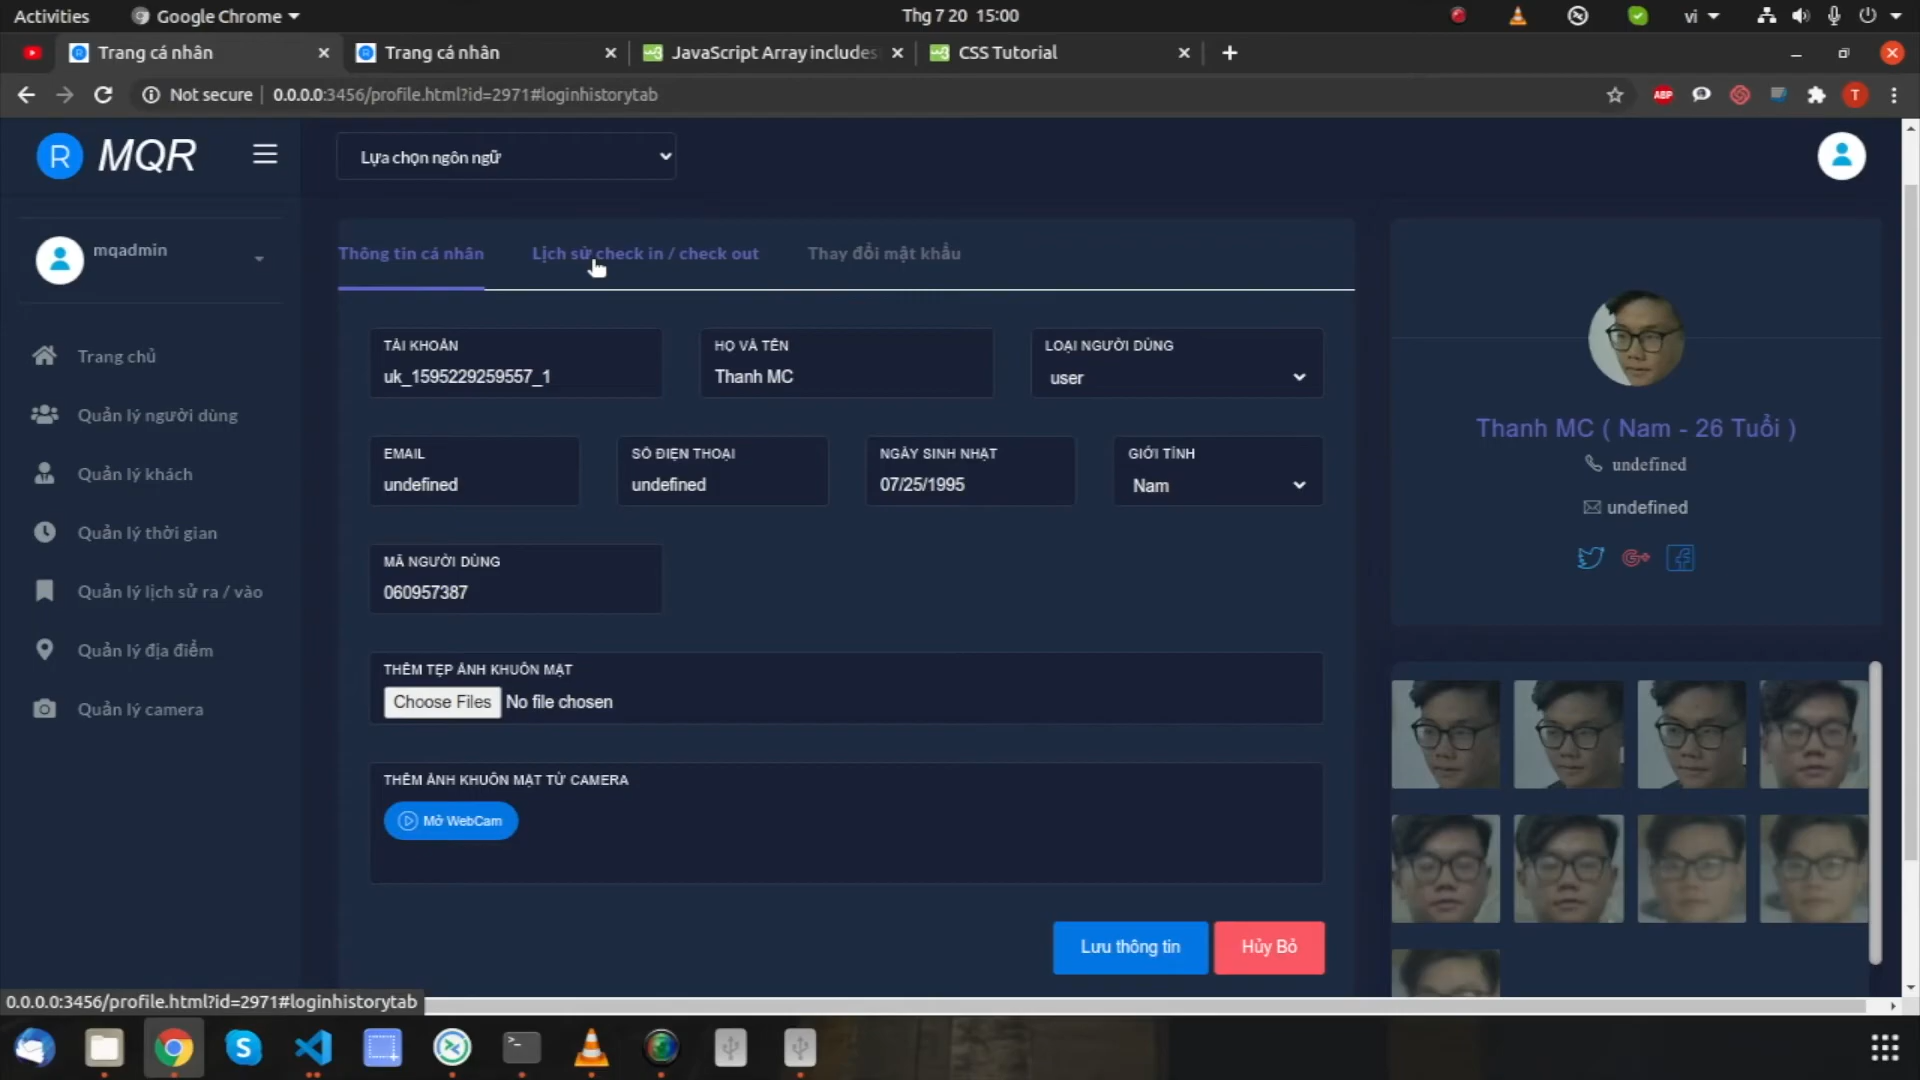 Activities
Google Chrome
Thg 7 20 15:00
vi
Trang cá nhân
Trang cá nhân
JavaScript Array includes
CSS Tutorial
Not secure
0.0.0.0:3456/profile.html?id=2971#loginhistorytab
ABP
T
R MQR
Lựa chọn ngôn ngữ
mqadmin
Trang chủ
Quản lý người dùng
Quản lý khách
Quản lý thời gian
Quản lý lịch sử ra / vào
Quản lý địa điểm
Quản lý camera
Thông tin cá nhân
Lịch sử check in / check out
Thay đổi mật khẩu
TÀI KHOẢN
uk_1595229259557_1
HỌ VÀ TÊN
Thanh MC
LOẠI NGƯỜI DÙNG
user
EMAIL
undefined
SỐ ĐIỆN THOẠI
undefined
NGÀY SINH NHẬT
07/25/1995
GIỚI TÍNH
Nam
MÃ NGƯỜI DÙNG
060957387
THÊM TỆP ẢNH KHUÔN MẶT
Choose Files No file chosen
THÊM ẢNH KHUÔN MẶT TỪ CAMERA
Mở WebCam
Lưu thông tin
Hủy Bỏ
Thanh MC ( Nam - 26 Tuổi )
undefined
undefined
0.0.0.0:3456/profile.html?id=2971#loginhistorytab